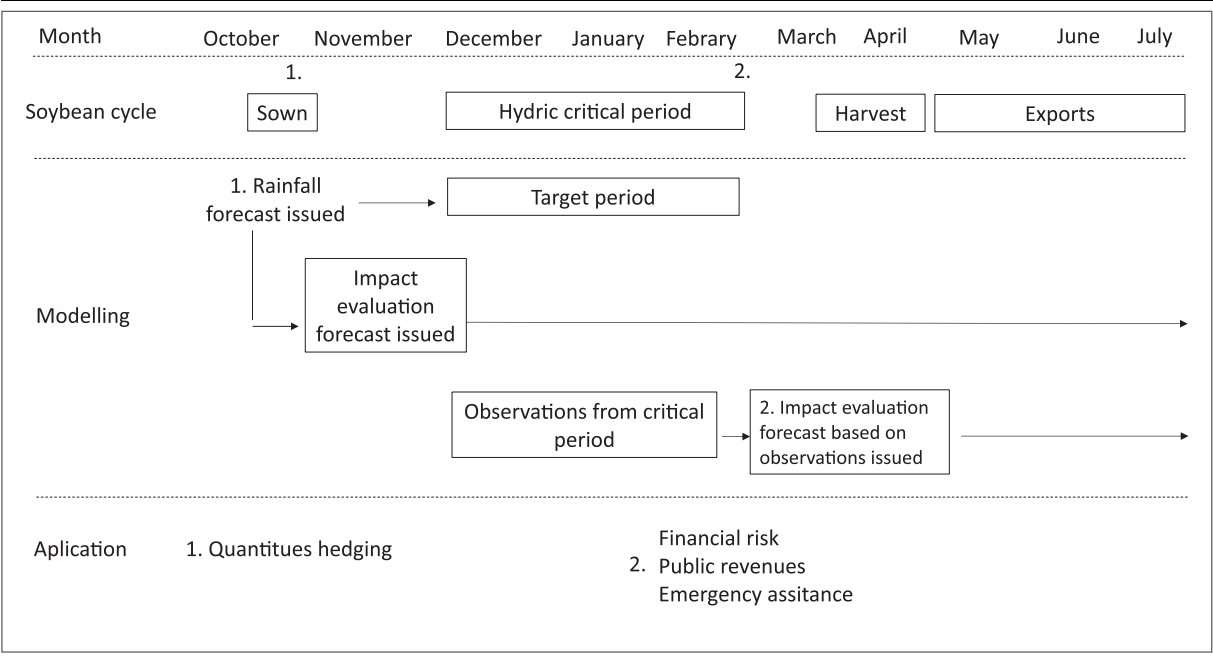 Month October November December January Febrary March April May June July
1. 2.
Soybean cycle Sown Hydric critical period Harvest Exports
1. Rainfall
forecast issued
Target period
Modelling
Impact
evaluation
forecast issued
Observations from critical
period
2. Impact evaluation
forecast based on
observations issued
Aplication
1. Quantitues hedging
2.
Financial risk
Public revenues
Emergency assitance